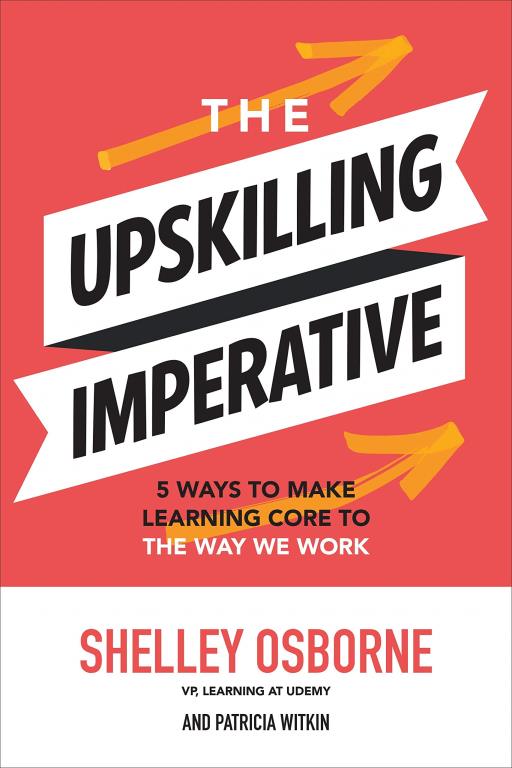 THE
UPSKILLING
IMPERATIVE
5 WAYS TO MAKE
LEARNING CORE TO
THE WAY WE WORK
SHELLEY OSBORNE
VP, LEARNING AT UDEMY
AND PATRICIA WITKIN